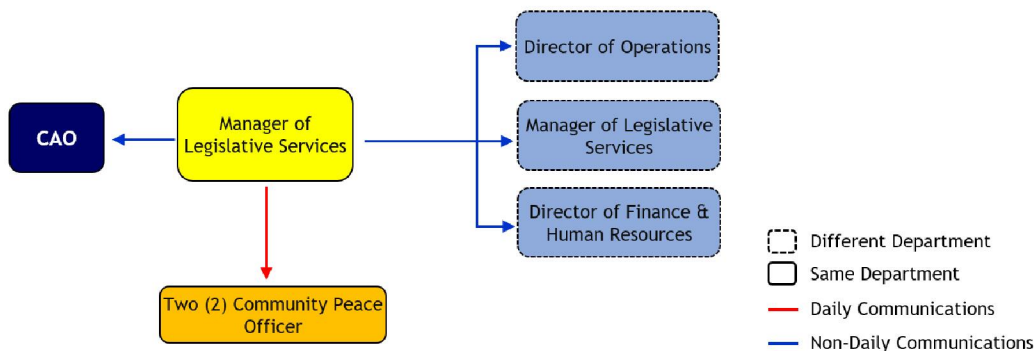 Director of Operations
CAO
Manager of
Legislative Services
Manager of Legislative
Services
Director of Finance &
Human Resources
Two (2) Community Peace
Officer
Different Department
Same Department
Daily Communications
Non-Daily Communications